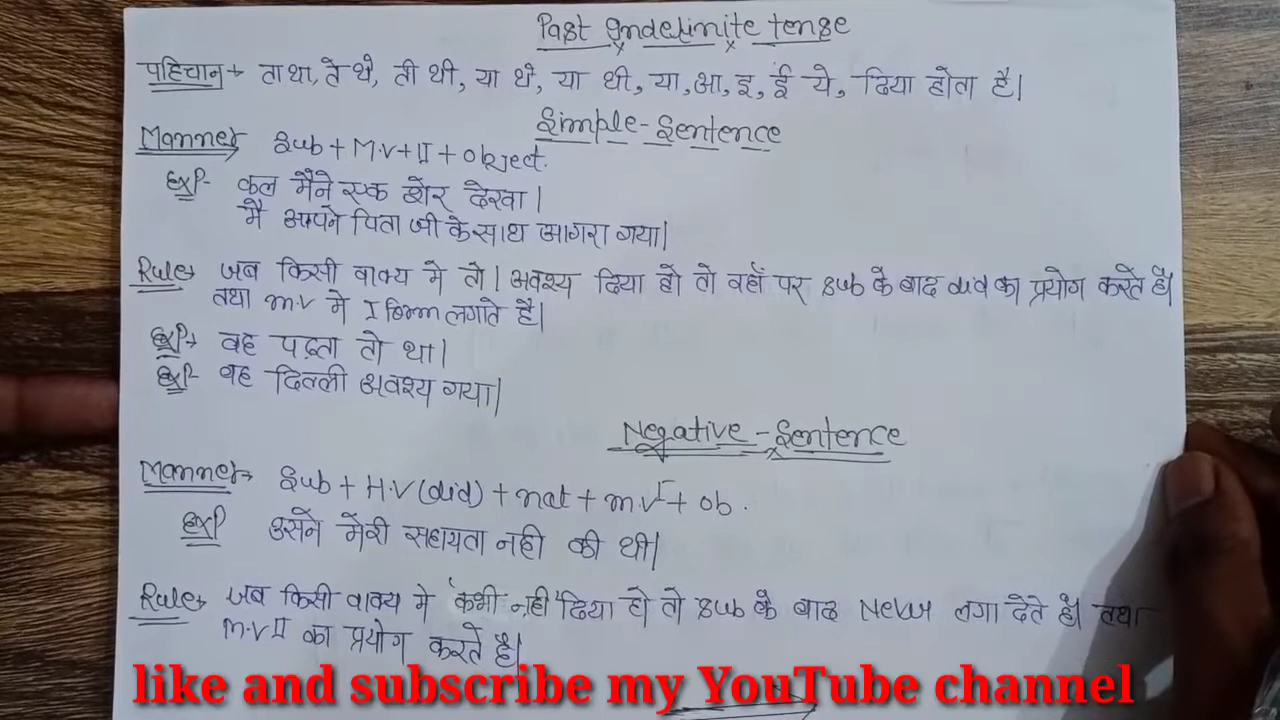 Past Indefinite tense
पहिचान → ता था, ते थे, ती थी, या थे, या थी, या, आ, इ, ई ये, दिया होता है।
Simple-Sentence
Manner Sub + M.V + II + object.
Exp- कल मैने एक शेर देखा।
मै अपने पिता जी के साथ आगरा गया।
Rule→ जब किसी वाक्य मे तो। अवश्य दिया हो तो वहाँ पर sub के बाद did का प्रयोग करते है।
तथा m.v मे I form लगाते है।
Exp→ वह पढ़ता तो था।
Exp- वह दिल्ली अवश्य गया।
Negative-Sentence
Manner→ Sub + H.V (did) + not + m.v I + ob.
Exp उसने मेरी सहायता नही की थी।
Rule→ जब किसी वाक्य मे 'कभी नही' दिया हो तो sub के बाद Never लगा देते है। तथा
m.v II का प्रयोग करते है।
like and subscribe my YouTube channel